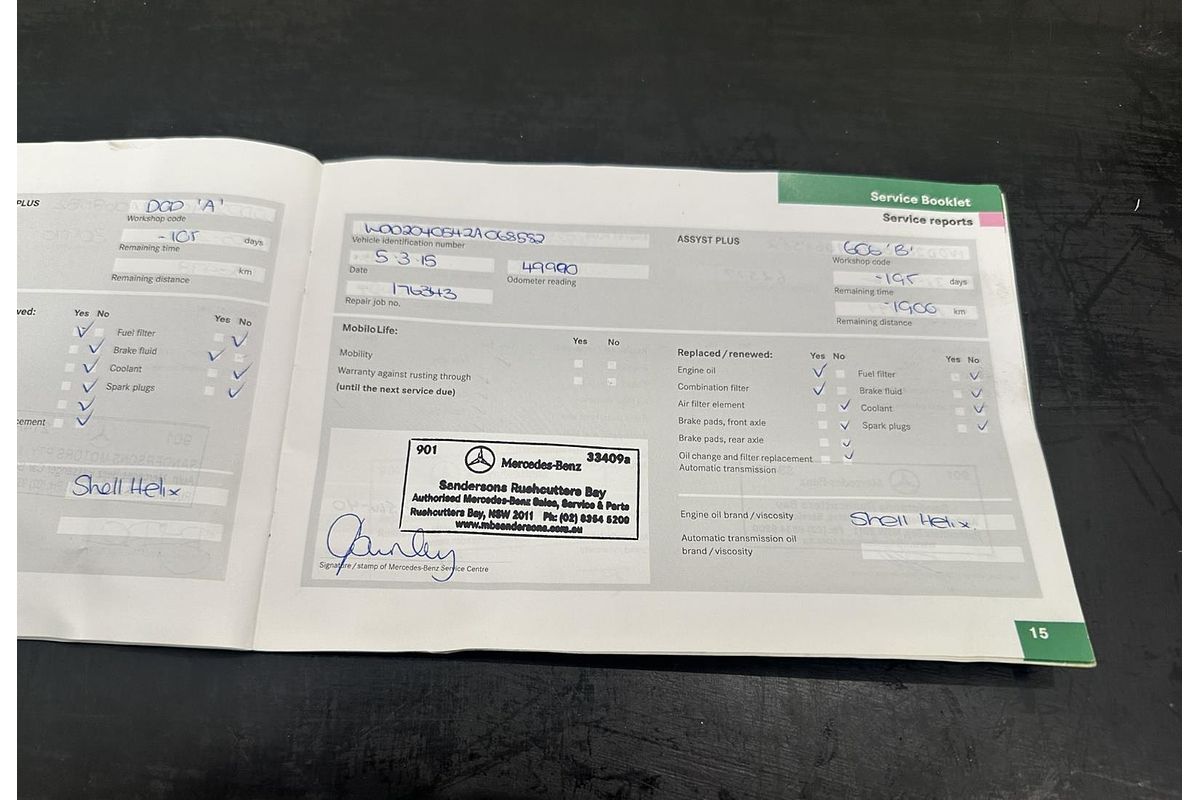 PLUS
DCD 'A'
Workshop code
-105 days
Remaining time
km
Remaining distance
ved:
Yes No
Yes No
Fuel filter
Brake fluid
Coolant
Spark plugs
cement
Shell Helix
Service Booklet
Service reports
WDD2040542A068582
Vehicle identification number
5.3.15
Date
49990
Odometer reading
176343
Repair job no.
ASSYST PLUS
606 'B'
Workshop code
-195 days
Remaining time
-1900 km
Remaining distance
MobiloLife:
Yes No
Mobility
Warranty against rusting through
(until the next service due)
901
Mercedes-Benz
33409a
Sandersons Rushcutters Bay
Authorised Mercedes-Benz Sales, Service & Parts
Rushcutters Bay, NSW 2011 Ph: (02) 8354 5200
www.mbsandersons.com.au
Signature/stamp of Mercedes-Benz Service Centre
Replaced/renewed:
Yes No
Yes No
Engine oil
Combination filter
Air filter element
Brake pads, front axle
Brake pads, rear axle
Oil change and filter replacement
Automatic transmission
Fuel filter
Brake fluid
Coolant
Spark plugs
Engine oil brand/viscosity
Shell Helix.
Automatic transmission oil
brand/viscosity
15